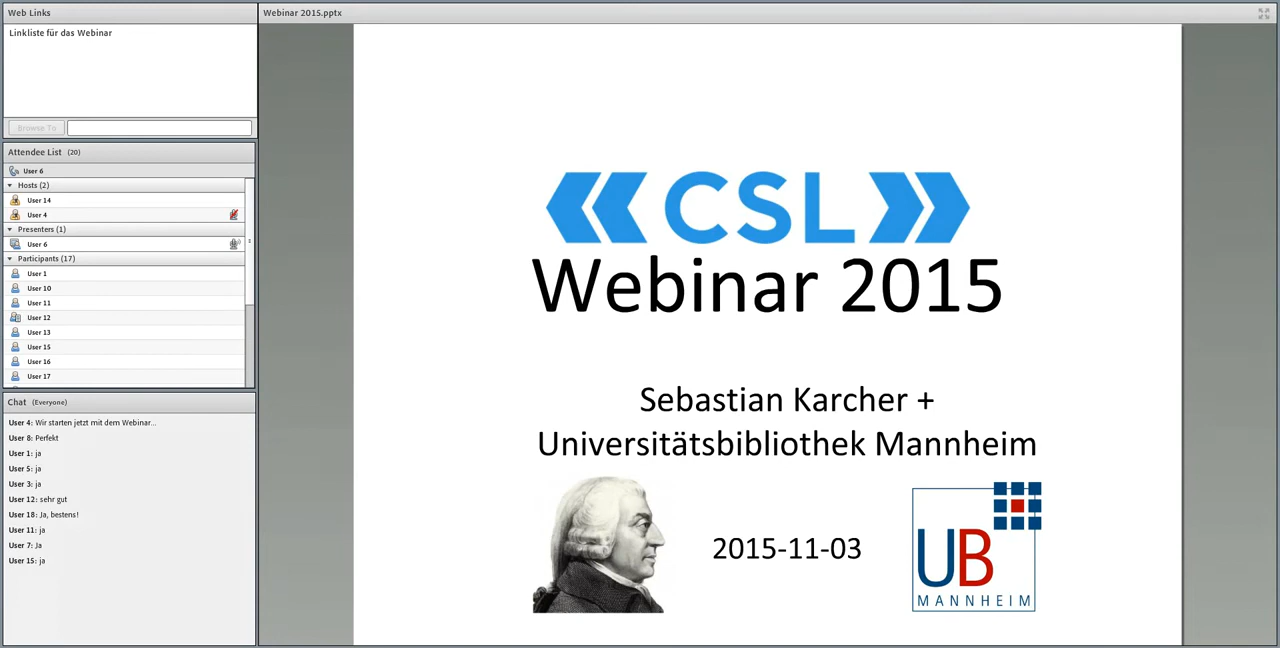 Web Links
Linkliste für das Webinar
Browse To
Attendee List (20)
User 6
Hosts (2)
User 14
User 4
Presenters (1)
User 6
Participants (17)
User 1
User 10
User 11
User 12
User 13
User 15
User 16
User 17
Chat (Everyone)
User 4: Wir starten jetzt mit dem Webinar...
User 8: Perfekt
User 1: ja
User 5: ja
User 3: ja
User 12: sehr gut
User 18: Ja, bestens!
User 11: ja
User 7: Ja
User 15: ja
Webinar 2015.pptx
CSL
Webinar 2015
Sebastian Karcher +
Universitätsbibliothek Mannheim
2015-11-03
UB
MANNHEIM